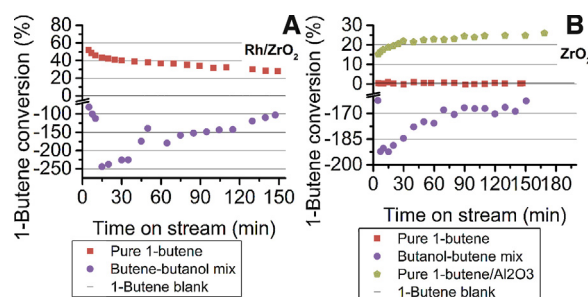 A
Rh/ZrO2
1-Butene conversion (%)
80
60
40
20
0
-100
-150
-200
-250
0 30 60 90 120 150
Time on stream (min)
Pure 1-butene
Butene-butanol mix
1-Butene blank
B
ZrO
1-Butene conversion (%)
30
20
10
0
-170
-185
-200
0 30 60 90 120 150 180
Time on stream (min)
Pure 1-butene
Butanol-butene mix
Pure 1-butene/Al2O3
1-Butene blank